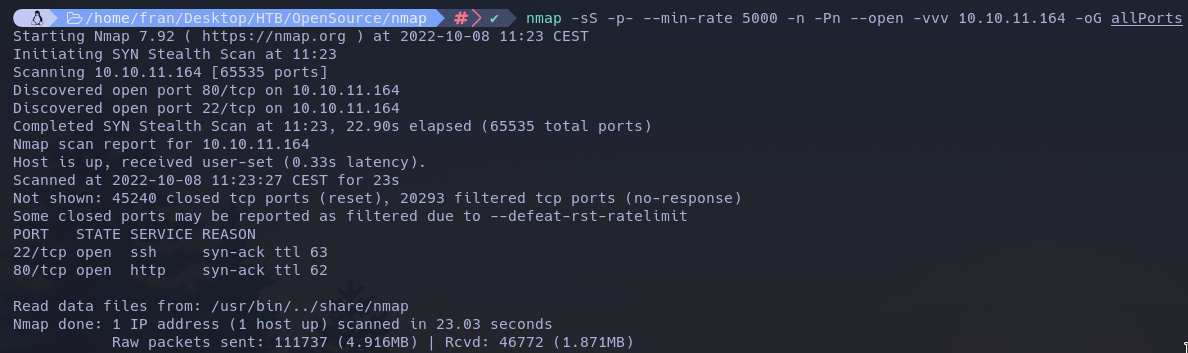 /home/fran/Desktop/HTB/OpenSource/nmap # ✔ nmap -sS -p- --min-rate 5000 -n -Pn --open -vvv 10.10.11.164 -oG allPorts
Starting Nmap 7.92 ( https://nmap.org ) at 2022-10-08 11:23 CEST
Initiating SYN Stealth Scan at 11:23
Scanning 10.10.11.164 [65535 ports]
Discovered open port 80/tcp on 10.10.11.164
Discovered open port 22/tcp on 10.10.11.164
Completed SYN Stealth Scan at 11:23, 22.90s elapsed (65535 total ports)
Nmap scan report for 10.10.11.164
Host is up, received user-set (0.33s latency).
Scanned at 2022-10-08 11:23:27 CEST for 23s
Not shown: 45240 closed tcp ports (reset), 20293 filtered tcp ports (no-response)
Some closed ports may be reported as filtered due to --defeat-rst-ratelimit
PORT   STATE SERVICE REASON
22/tcp open  ssh     syn-ack ttl 63
80/tcp open  http    syn-ack ttl 62
Read data files from: /usr/bin/../share/nmap
Nmap done: 1 IP address (1 host up) scanned in 23.03 seconds
           Raw packets sent: 111737 (4.916MB) | Rcvd: 46772 (1.871MB)